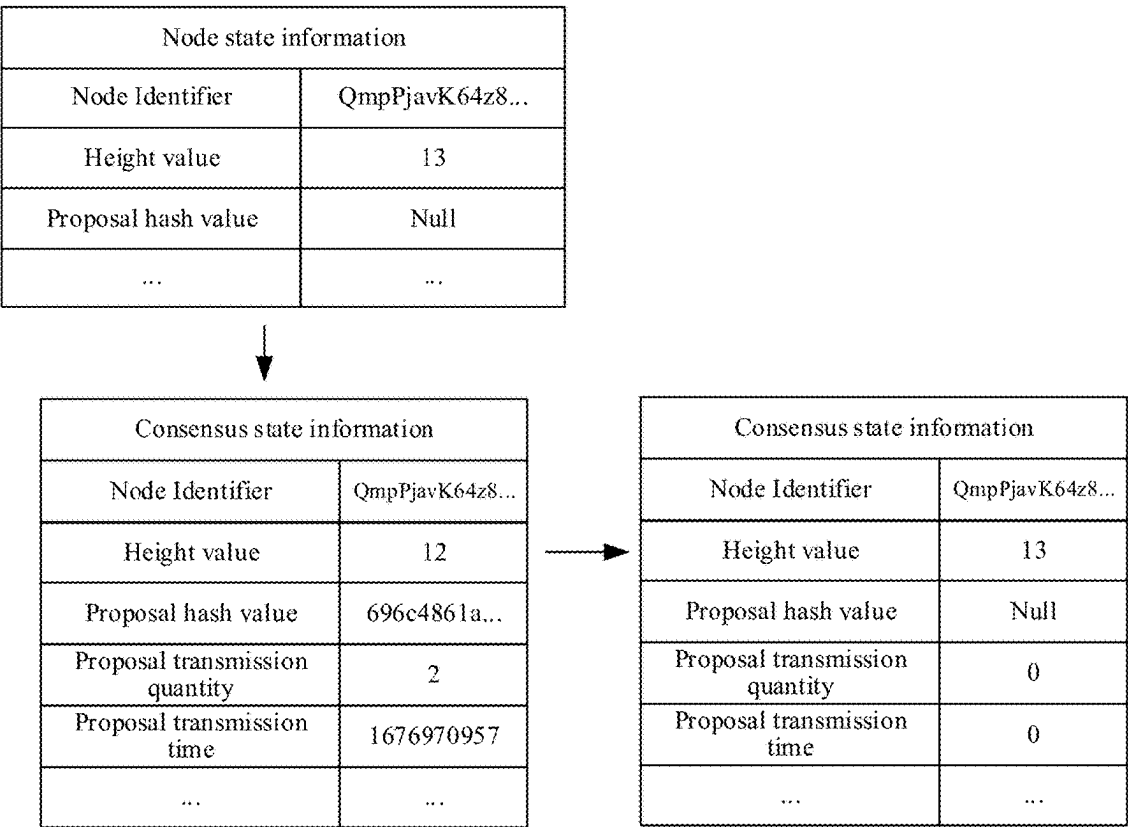 Node state information
Node Identifier QmpPjavK64z8...
Height value 13
Proposal hash value Null
... ...
Consensus state information
Node Identifier QmpPjavK64z8...
Height value 12
Proposal hash value 696c4861a...
Proposal transmission
quantity 2
Proposal transmission
time 1676970957
... ...
Consensus state information
Node Identifier QmpPjavK64z8...
Height value 13
Proposal hash value Null
Proposal transmission
quantity 0
Proposal transmission
time 0
... ...